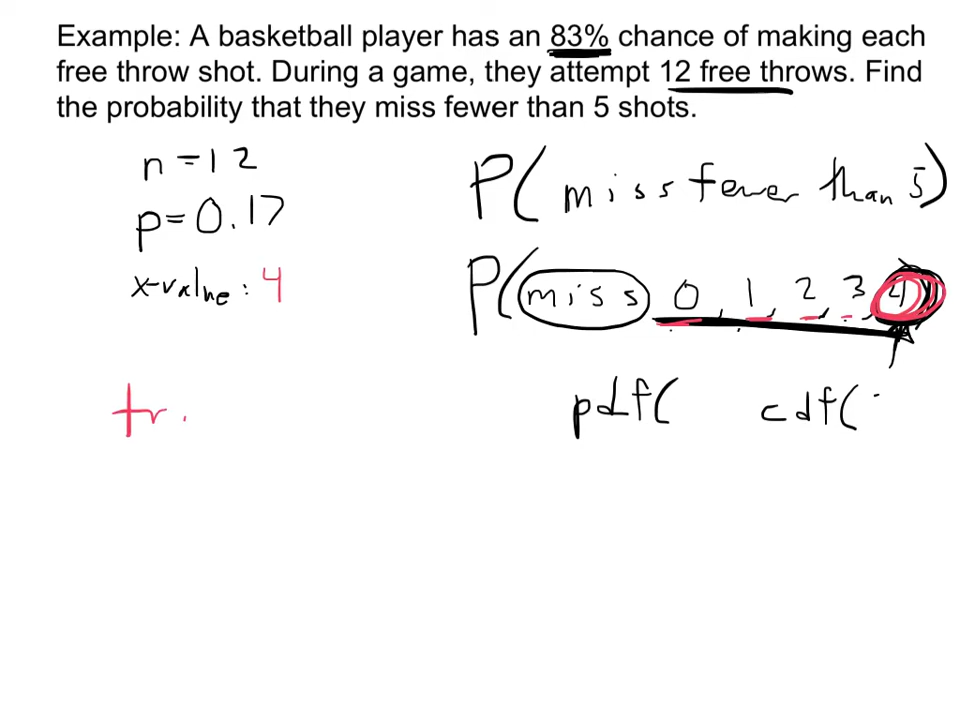 Example: A basketball player has an 83% chance of making each
free throw shot. During a game, they attempt 12 free throws. Find
the probability that they miss fewer than 5 shots.
n = 12
P( miss fewer than 5 )
p = 0.17
x-value : 4
P( miss 0, 1, 2, 3, 4 )
tr.
pdf( cdf(